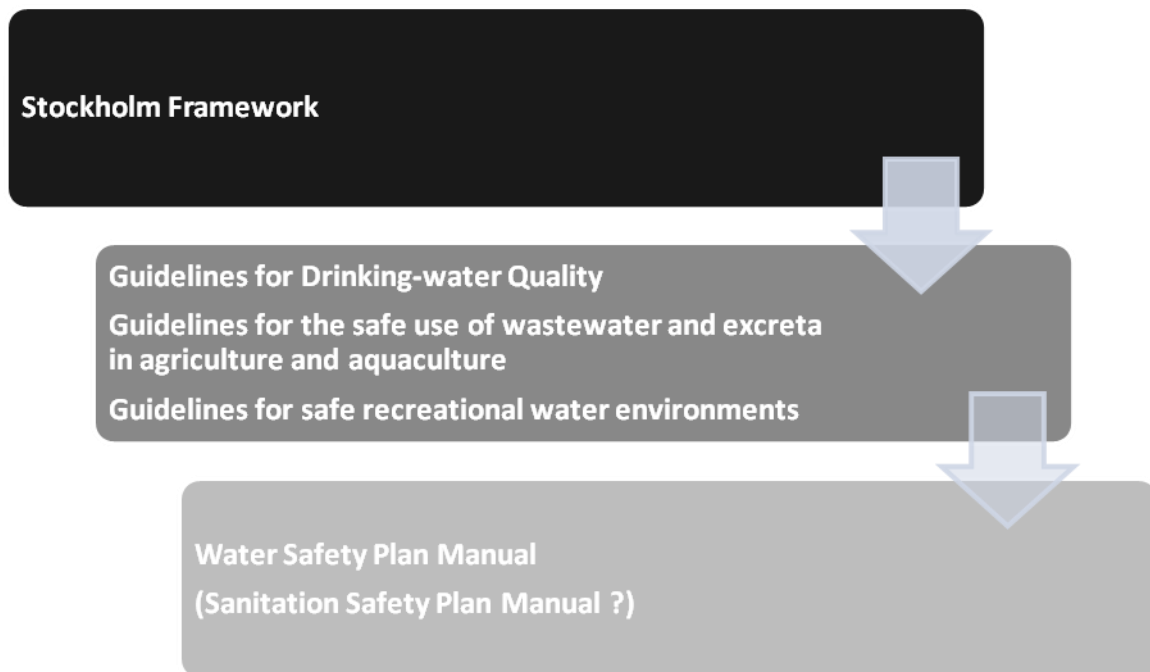 Stockholm Framework
Guidelines for Drinking-water Quality
Guidelines for the safe use of wastewater and excreta
in agriculture and aquaculture
Guidelines for safe recreational water environments
Water Safety Plan Manual
(Sanitation Safety Plan Manual ?)